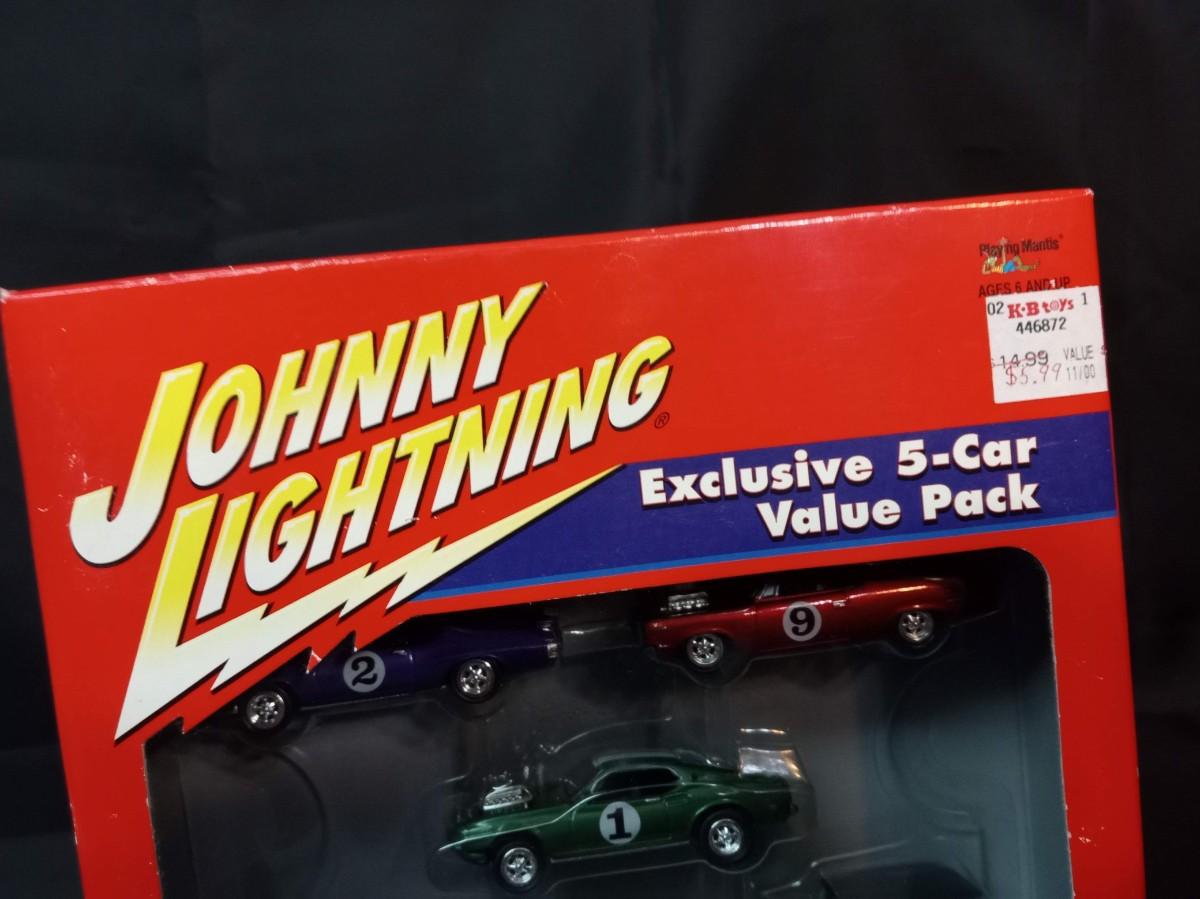 Playing Mantis®
AGES 6 AND UP
02 K·B toys 1
446872
$14.99 VALUE
$5.99 11/00
JOHNNY
LIGHTNING®
Exclusive 5-Car
Value Pack
2
9
1